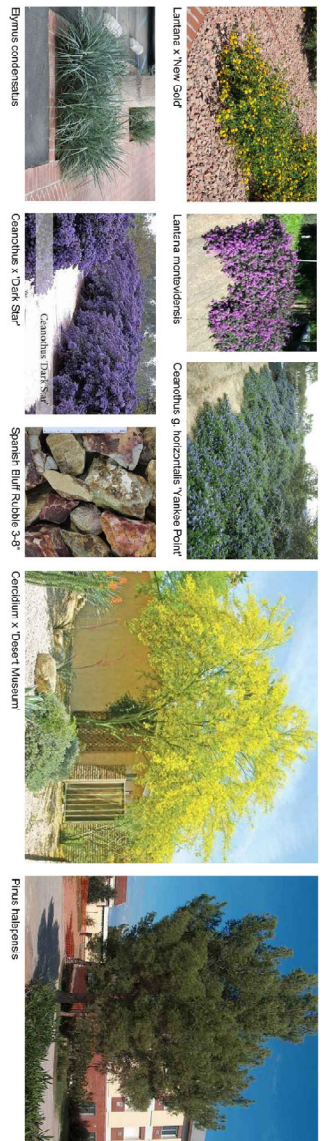 Lantana x 'New Gold'
Lantana montevidensis
Ceanothus g. horizontalis 'Yankee Point'
Elymus condensatus
Ceanothus x 'Dark Star'
Ceanothus 'Dark Star'
Spanish Bluff Rubble 3-8"
Cercidium x 'Desert Museum'
Pinus halepensis